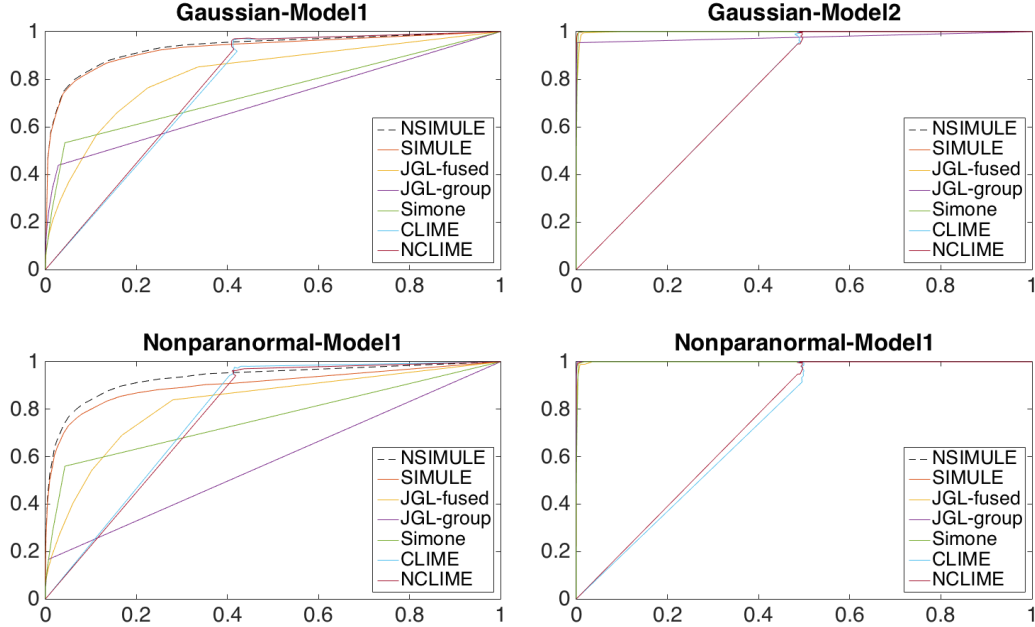 Gaussian-Model1
1
0.8
0.6
0.4
0.2
0
0 0.2 0.4 0.6 0.8 1
NSIMULE
SIMULE
JGL-fused
JGL-group
Simone
CLIME
NCLIME
Gaussian-Model2
1
0.8
0.6
0.4
0.2
0
0 0.2 0.4 0.6 0.8 1
NSIMULE
SIMULE
JGL-fused
JGL-group
Simone
CLIME
NCLIME
Nonparanormal-Model1
1
0.8
0.6
0.4
0.2
0
0 0.2 0.4 0.6 0.8 1
NSIMULE
SIMULE
JGL-fused
JGL-group
Simone
CLIME
NCLIME
Nonparanormal-Model1
1
0.8
0.6
0.4
0.2
0
0 0.2 0.4 0.6 0.8 1
NSIMULE
SIMULE
JGL-fused
JGL-group
Simone
CLIME
NCLIME